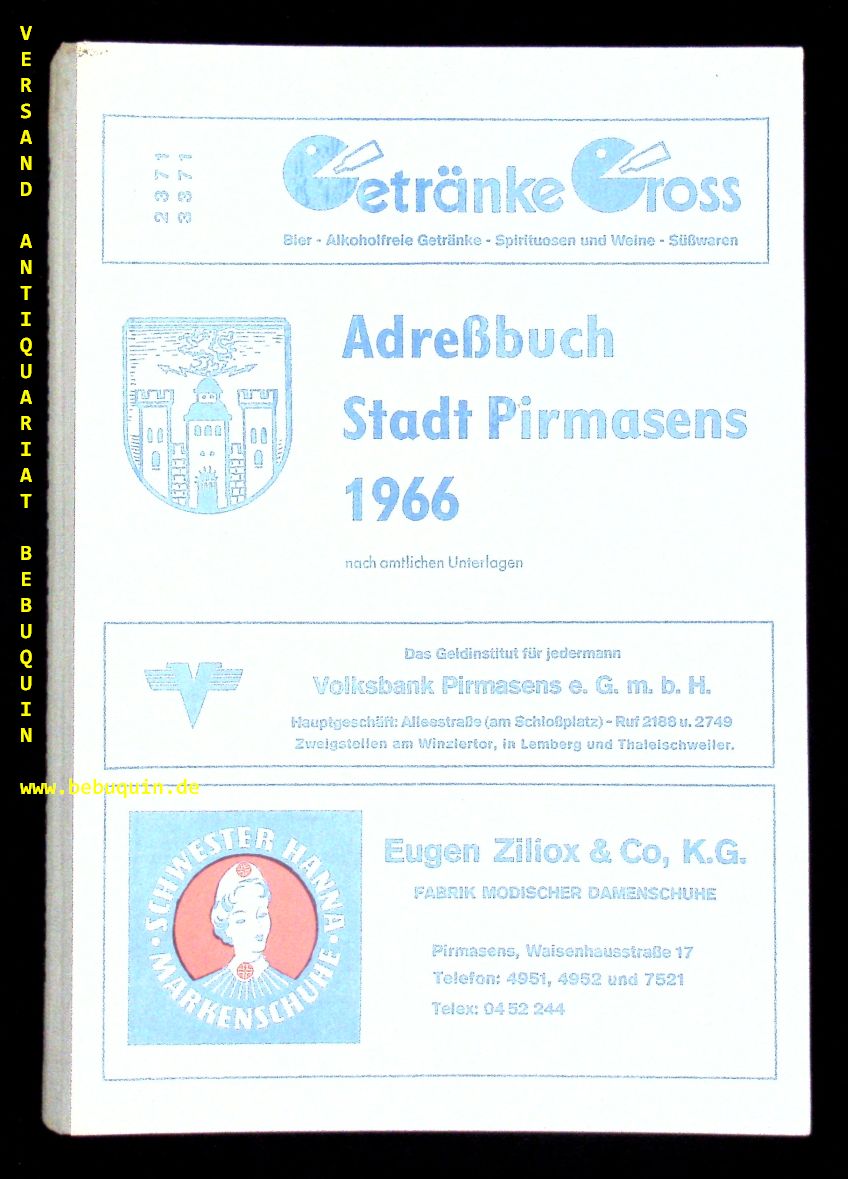 VERSAND ANTIQUARIAT BEBUQUIN
www.bebuquin.de
2371
3371
Getränke Gross
Bier - Alkoholfreie Getränke - Spirituosen und Weine - Süßwaren
Adreßbuch
Stadt Pirmasens
1966
nach amtlichen Unterlagen
Das Geldinstitut für jedermann
Volksbank Pirmasens e. G. m. b. H.
Hauptgeschäft: Alleestraße (am Schloßplatz) - Ruf 2188 u. 2749
Zweigstellen am Winzlertor, in Lemberg und Thaleischweiler.
SCHWESTER HANNA
· MARKENSCHUHE ·
Eugen Ziliox & Co, K.G.
FABRIK MODISCHER DAMENSCHUHE
Pirmasens, Waisenhausstraße 17
Telefon: 4951, 4952 und 7521
Telex: 04 52 244